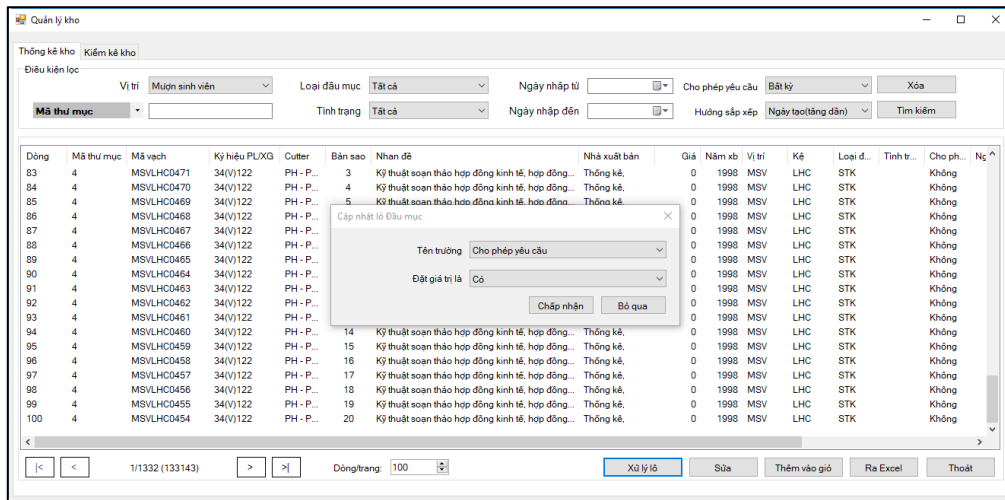 Quản lý kho
Thống kê kho Kiểm kê kho
Điều kiện lọc
Vị trí Mượn sinh viên Loại đầu mục Tất cả Ngày nhập từ Cho phép yêu cầu Bất kỳ Xóa
Mã thư mục Tình trạng Tất cả Ngày nhập đến Hướng sắp xếp Ngày tạo(tăng dần) Tìm kiếm
Dòng Mã thư mục Mã vạch Ký hiệu PL/XG Cutter Bản sao Nhan đề Nhà xuất bản Giá Năm xb Vị trí Kệ Loại đ... Tình tr... Cho ph... Ng
83 4 MSVLHC0471 34(V)122 PH - P... 3 Kỹ thuật soạn thảo hợp đồng kinh tế, hợp đồng... Thống kê, 0 1998 MSV LHC STK Không
84 4 MSVLHC0470 34(V)122 PH - P... 4 Kỹ thuật soạn thảo hợp đồng kinh tế, hợp đồng... Thống kê, 0 1998 MSV LHC STK Không
85 4 MSVLHC0469 34(V)122 PH - P... 5 Kỹ thuật soạn thảo hợp đồng kinh tế, hợp đồng... Thống kê, 0 1998 MSV LHC STK Không
86 4 MSVLHC0468 34(V)122 PH - P... 0 1998 MSV LHC STK Không
87 4 MSVLHC0467 34(V)122 PH - P... 0 1998 MSV LHC STK Không
88 4 MSVLHC0466 34(V)122 PH - P... 0 1998 MSV LHC STK Không
89 4 MSVLHC0465 34(V)122 PH - P... 0 1998 MSV LHC STK Không
90 4 MSVLHC0464 34(V)122 PH - P... 0 1998 MSV LHC STK Không
91 4 MSVLHC0463 34(V)122 PH - P... 0 1998 MSV LHC STK Không
92 4 MSVLHC0462 34(V)122 PH - P... 0 1998 MSV LHC STK Không
93 4 MSVLHC0461 34(V)122 PH - P... 0 1998 MSV LHC STK Không
94 4 MSVLHC0460 34(V)122 PH - P... 14 Kỹ thuật soạn thảo hợp đồng kinh tế, hợp đồng... Thống kê, 0 1998 MSV LHC STK Không
95 4 MSVLHC0459 34(V)122 PH - P... 15 Kỹ thuật soạn thảo hợp đồng kinh tế, hợp đồng... Thống kê, 0 1998 MSV LHC STK Không
96 4 MSVLHC0458 34(V)122 PH - P... 16 Kỹ thuật soạn thảo hợp đồng kinh tế, hợp đồng... Thống kê, 0 1998 MSV LHC STK Không
97 4 MSVLHC0457 34(V)122 PH - P... 17 Kỹ thuật soạn thảo hợp đồng kinh tế, hợp đồng... Thống kê, 0 1998 MSV LHC STK Không
98 4 MSVLHC0456 34(V)122 PH - P... 18 Kỹ thuật soạn thảo hợp đồng kinh tế, hợp đồng... Thống kê, 0 1998 MSV LHC STK Không
99 4 MSVLHC0455 34(V)122 PH - P... 19 Kỹ thuật soạn thảo hợp đồng kinh tế, hợp đồng... Thống kê, 0 1998 MSV LHC STK Không
100 4 MSVLHC0454 34(V)122 PH - P... 20 Kỹ thuật soạn thảo hợp đồng kinh tế, hợp đồng... Thống kê, 0 1998 MSV LHC STK Không
Cập nhật lô Đầu mục
Tên trường Cho phép yêu cầu
Đặt giá trị là Có
Chấp nhận Bỏ qua
|< < 1/1332 (133143) > >| Dòng/trang: 100 Xử lý lô Sửa Thêm vào giỏ Ra Excel Thoát